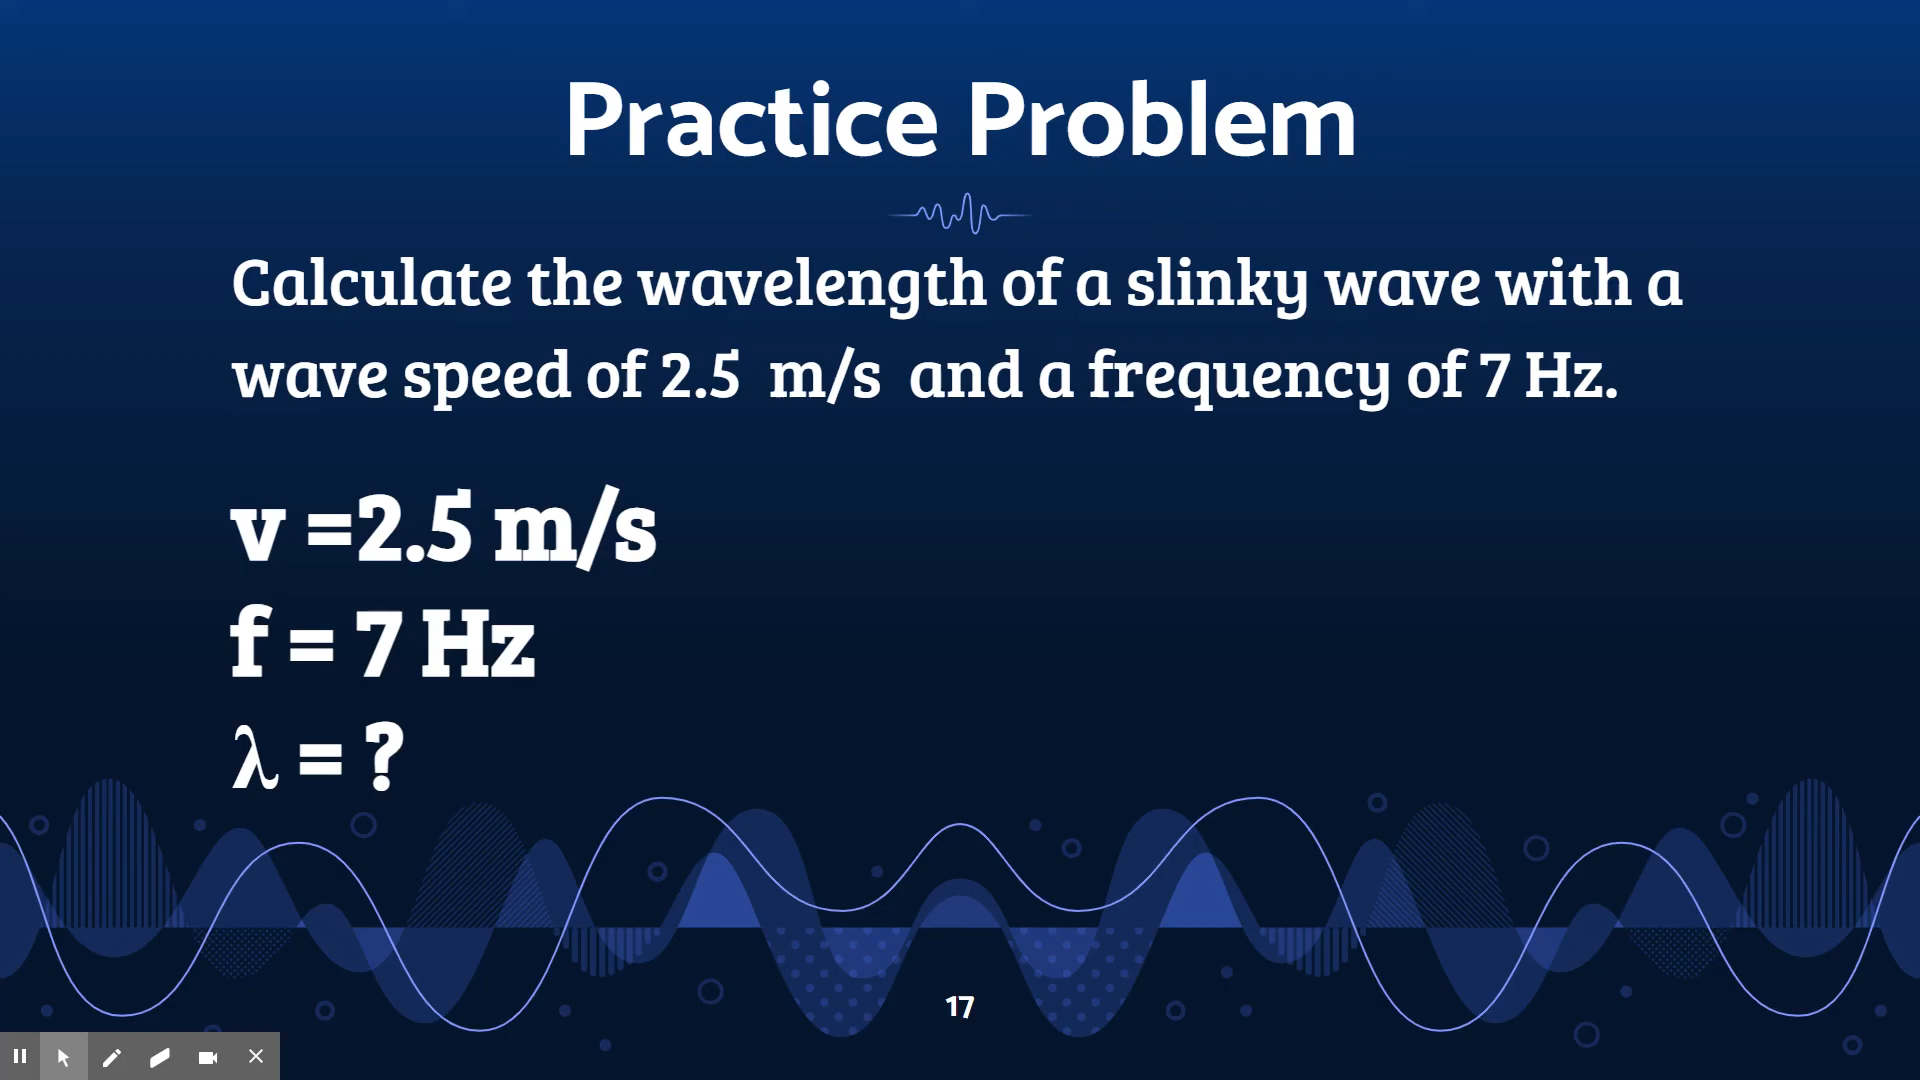 Practice Problem
Calculate the wavelength of a slinky wave with a
wave speed of 2.5  m/s  and a frequency of 7 Hz.
v =2.5 m/s
f = 7 Hz
λ = ?
17